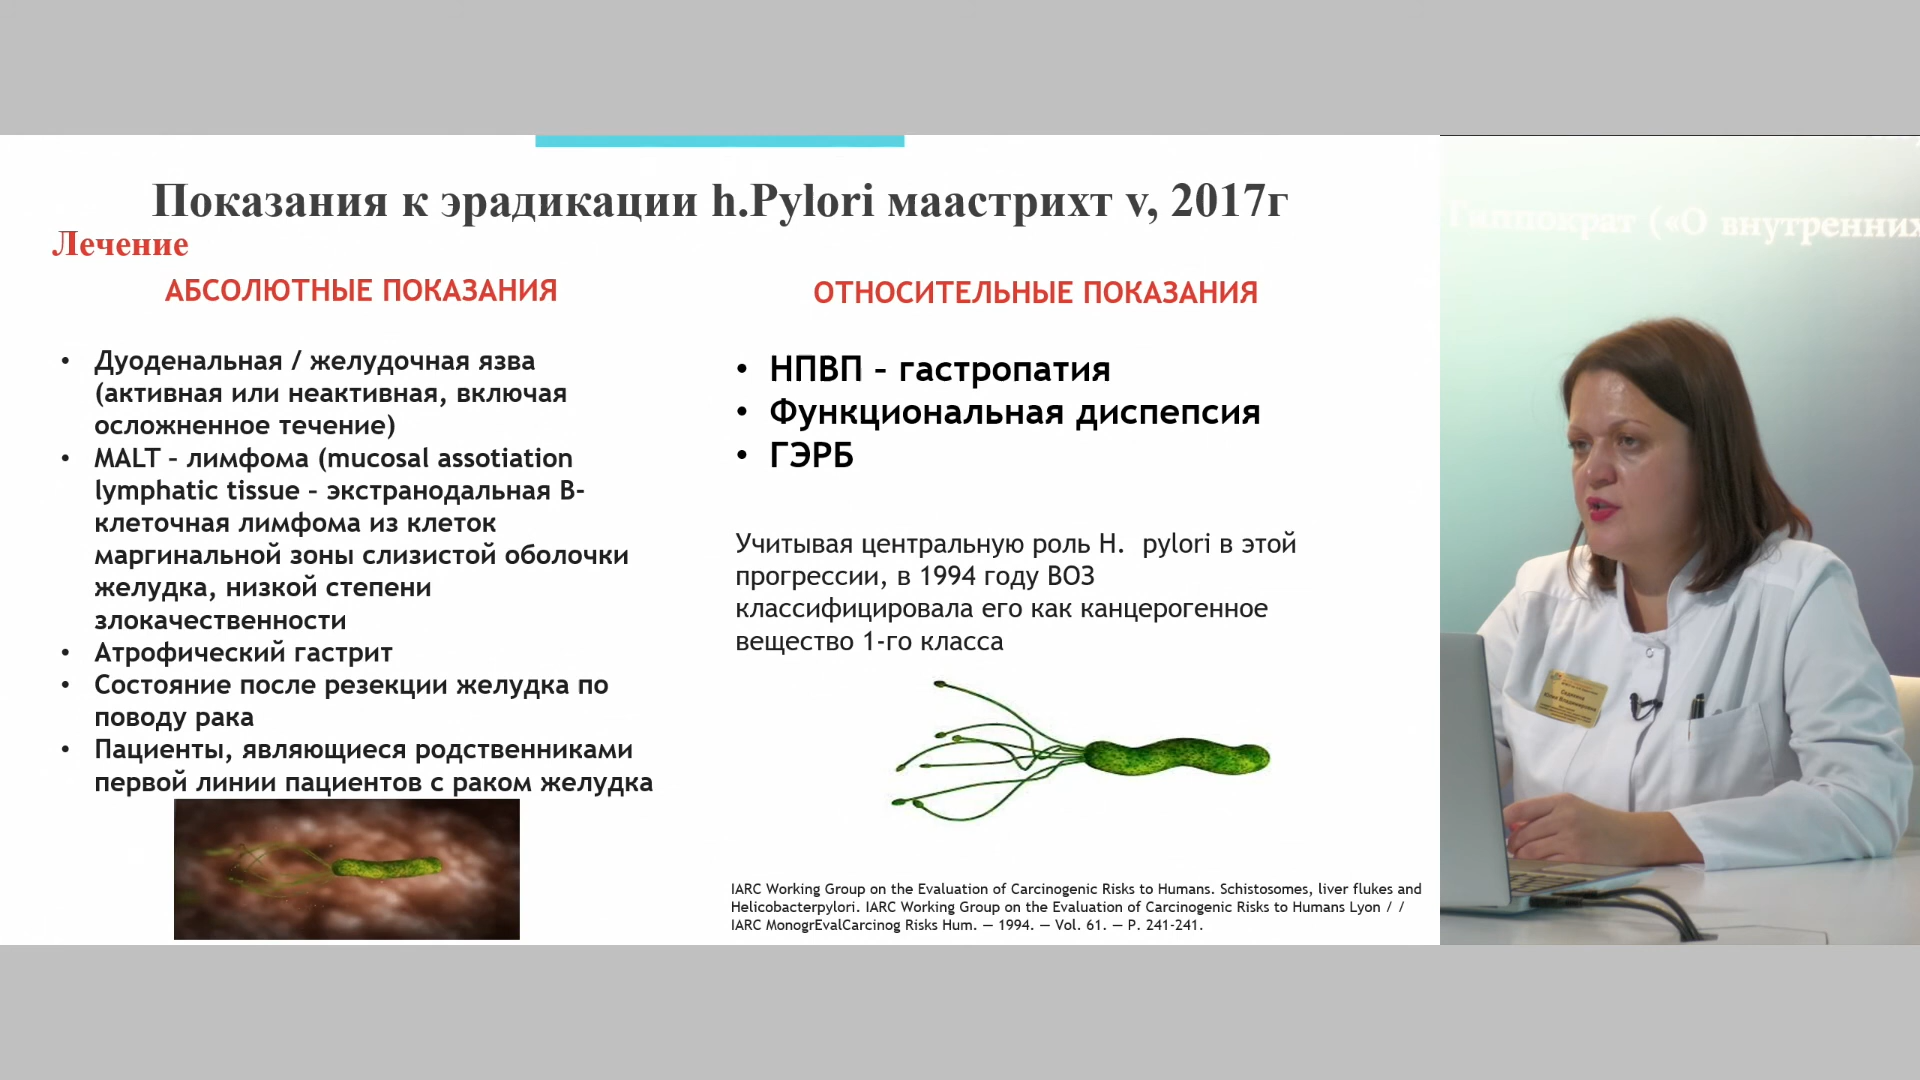 Показания к эрадикации h.Pylori маастрихт v, 2017г
Лечение
АБСОЛЮТНЫЕ ПОКАЗАНИЯ
• Дуоденальная / желудочная язва
(активная или неактивная, включая
осложненное течение)
• MALT – лимфома (mucosal assotiation
lymphatic tissue – экстранодальная В-
клеточная лимфома из клеток
маргинальной зоны слизистой оболочки
желудка, низкой степени
злокачественности
• Атрофический гастрит
• Состояние после резекции желудка по
поводу рака
• Пациенты, являющиеся родственниками
первой линии пациентов с раком желудка
ОТНОСИТЕЛЬНЫЕ ПОКАЗАНИЯ
• НПВП – гастропатия
• Функциональная диспепсия
• ГЭРБ
Учитывая центральную роль H. pylori в этой
прогрессии, в 1994 году ВОЗ
классифицировала его как канцерогенное
вещество 1-го класса
IARC Working Group on the Evaluation of Carcinogenic Risks to Humans. Schistosomes, liver flukes and
Helicobacterpylori. IARC Working Group on the Evaluation of Carcinogenic Risks to Humans Lyon / /
IARC MonogrEvalCarcinog Risks Hum. — 1994. — Vol. 61. — P. 241-241.
Гиппократ («О внутренних